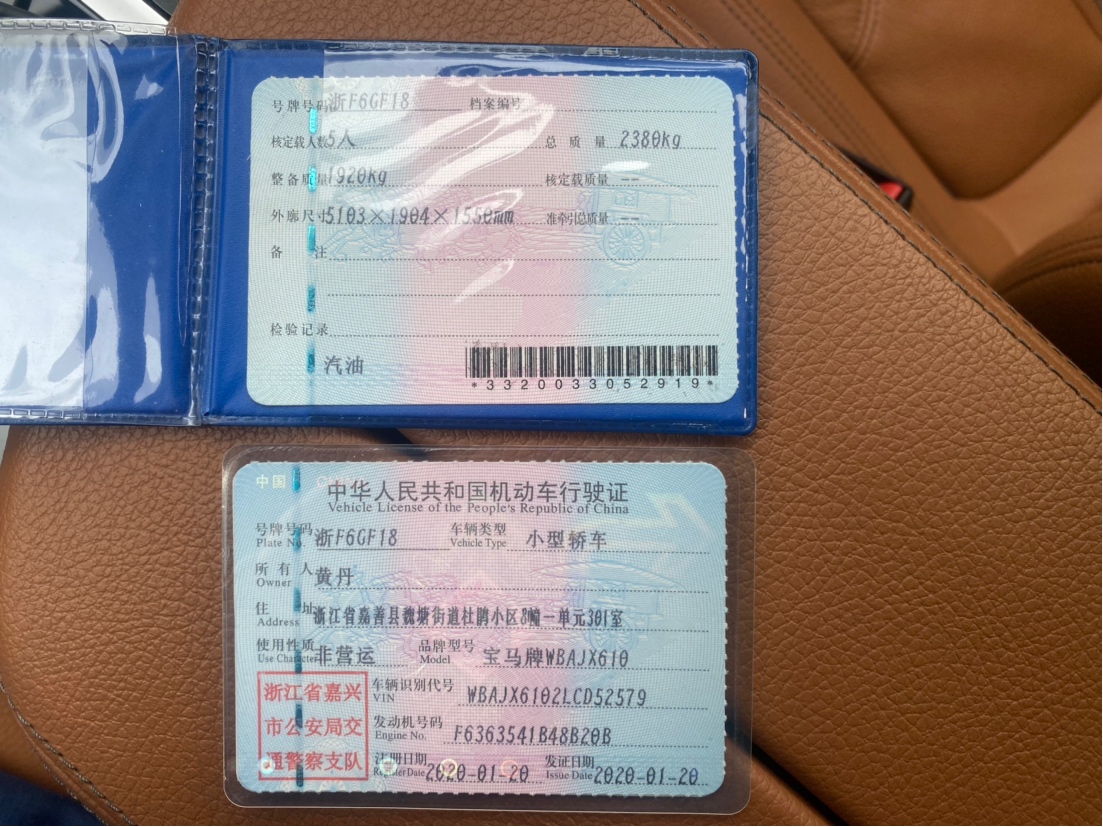 号牌号码 浙F6GF18 档案编号
核定载人数 5人 总质量 2380kg
整备质量 1920kg 核定载质量 --
外廓尺寸 5103×1904×1550mm 准牵引总质量 --
备注
检验记录
汽油
*3320033052919*
中国
中华人民共和国机动车行驶证
Vehicle License of the People's Republic of China
号牌号码 浙F6GF18 车辆类型 小型轿车
Plate No. Vehicle Type
所有人 黄丹
Owner
住址 浙江省嘉善县魏塘街道杜鹃小区8幢一单元301室
Address
使用性质 非营运 品牌型号 宝马牌WBAJX610
Use Character Model
浙江省嘉兴
市公安局交
通警察支队
车辆识别代号 WBAJX6102LCD52579
VIN
发动机号码 F6363541B48B20B
Engine No.
注册日期 2020-01-20 发证日期 2020-01-20
Register Date Issue Date